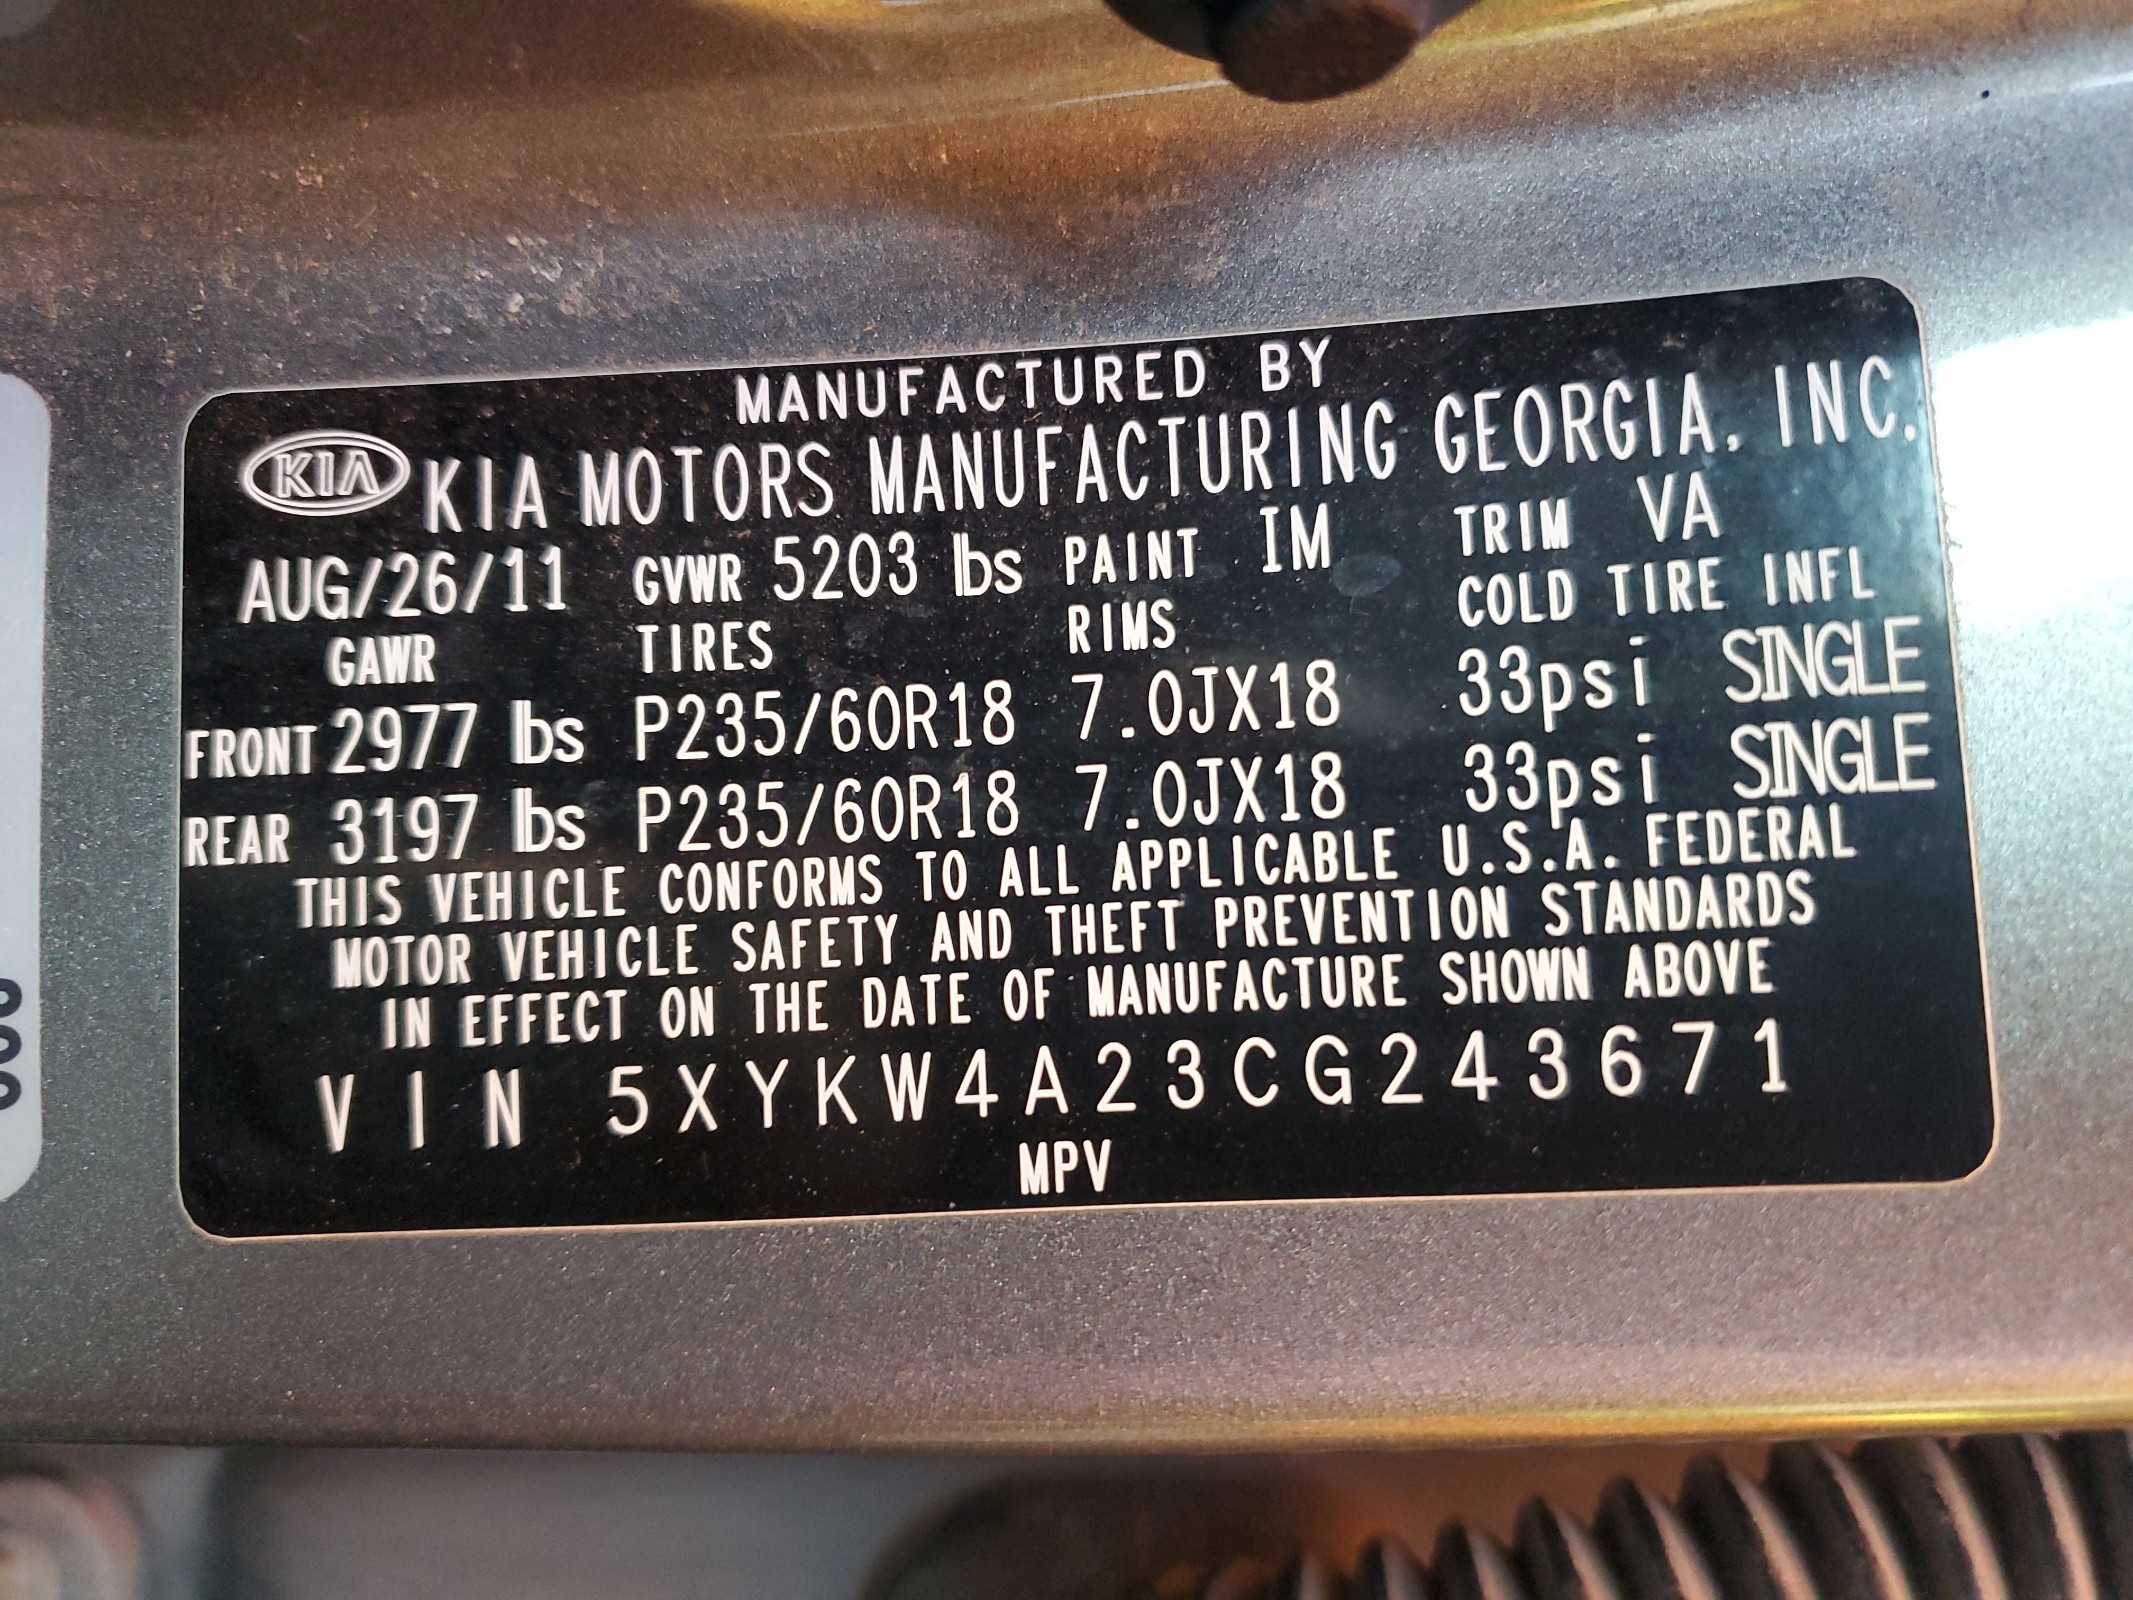 MANUFACTURED BY
KIA KIA MOTORS MANUFACTURING GEORGIA, INC.
AUG/26/11 GVWR 5203 lbs PAINT IM TRIM VA
GAWR TIRES RIMS COLD TIRE INFL
FRONT 2977 lbs P235/60R18 7.0JX18 33psi SINGLE
REAR 3197 lbs P235/60R18 7.0JX18 33psi SINGLE
THIS VEHICLE CONFORMS TO ALL APPLICABLE U.S.A. FEDERAL
MOTOR VEHICLE SAFETY AND THEFT PREVENTION STANDARDS
IN EFFECT ON THE DATE OF MANUFACTURE SHOWN ABOVE
VIN 5XYKW4A23CG243671
MPV